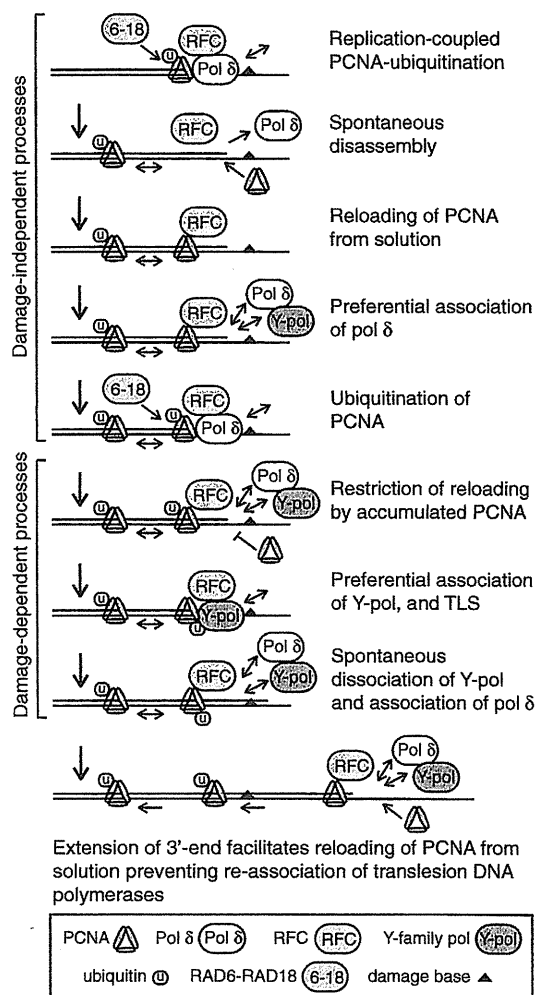 Damage-independent processes
6-18
RFC
u
Pol δ
Replication-coupled
PCNA-ubiquitination
RFC
Pol δ
u
Spontaneous
disassembly
RFC
u
Reloading of PCNA
from solution
Pol δ
RFC
Y-pol
u
Preferential association
of pol δ
6-18
RFC
u
u
Pol δ
Ubiquitination of
PCNA
Damage-dependent processes
Pol δ
RFC
Y-pol
u
u
Restriction of reloading
by accumulated PCNA
RFC
u
Y-pol
u
Preferential association
of Y-pol, and TLS
Pol δ
RFC
Y-pol
u
u
Spontaneous
dissociation of Y-pol
and association of pol δ
Pol δ
RFC
Y-pol
u
u
Extension of 3'-end facilitates reloading of PCNA from
solution preventing re-association of translesion DNA
polymerases
PCNA Pol δ Pol δ RFC RFC Y-family pol Y-pol
ubiquitin u RAD6-RAD18 6-18 damage base